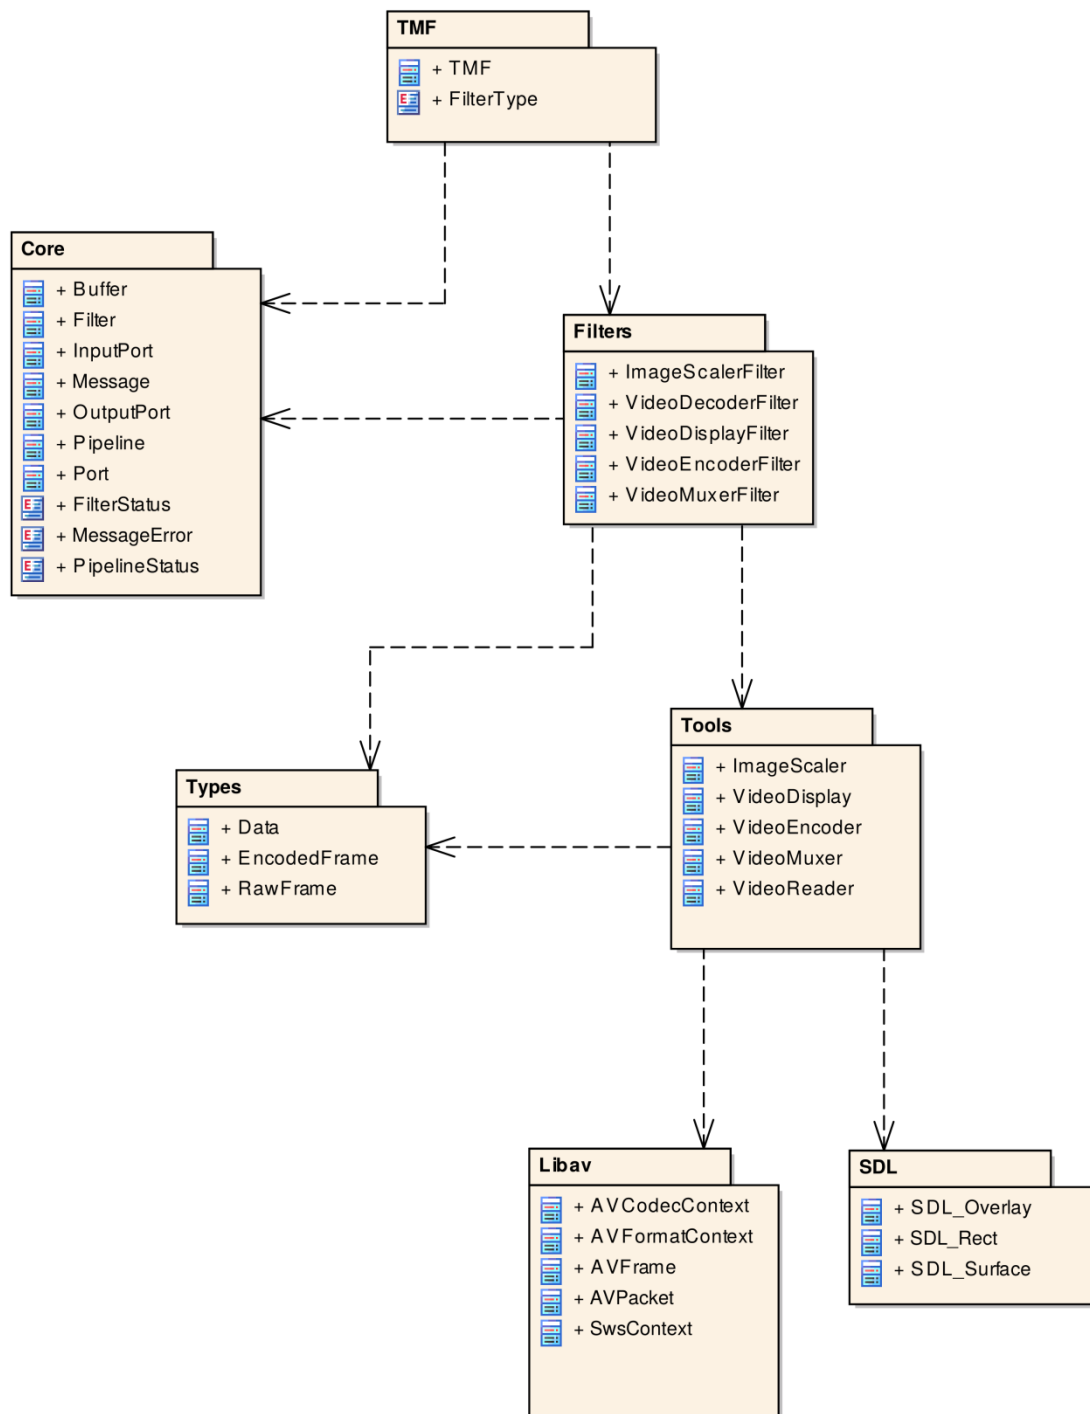 TMF
+ TMF
+ FilterType
Core
+ Buffer
+ Filter
+ InputPort
+ Message
+ OutputPort
+ Pipeline
+ Port
+ FilterStatus
+ MessageError
+ PipelineStatus
Filters
+ ImageScalerFilter
+ VideoDecoderFilter
+ VideoDisplayFilter
+ VideoEncoderFilter
+ VideoMuxerFilter
Types
+ Data
+ EncodedFrame
+ RawFrame
Tools
+ ImageScaler
+ VideoDisplay
+ VideoEncoder
+ VideoMuxer
+ VideoReader
Libav
+ AVCodecContext
+ AVFormatContext
+ AVFrame
+ AVPacket
+ SwsContext
SDL
+ SDL_Overlay
+ SDL_Rect
+ SDL_Surface